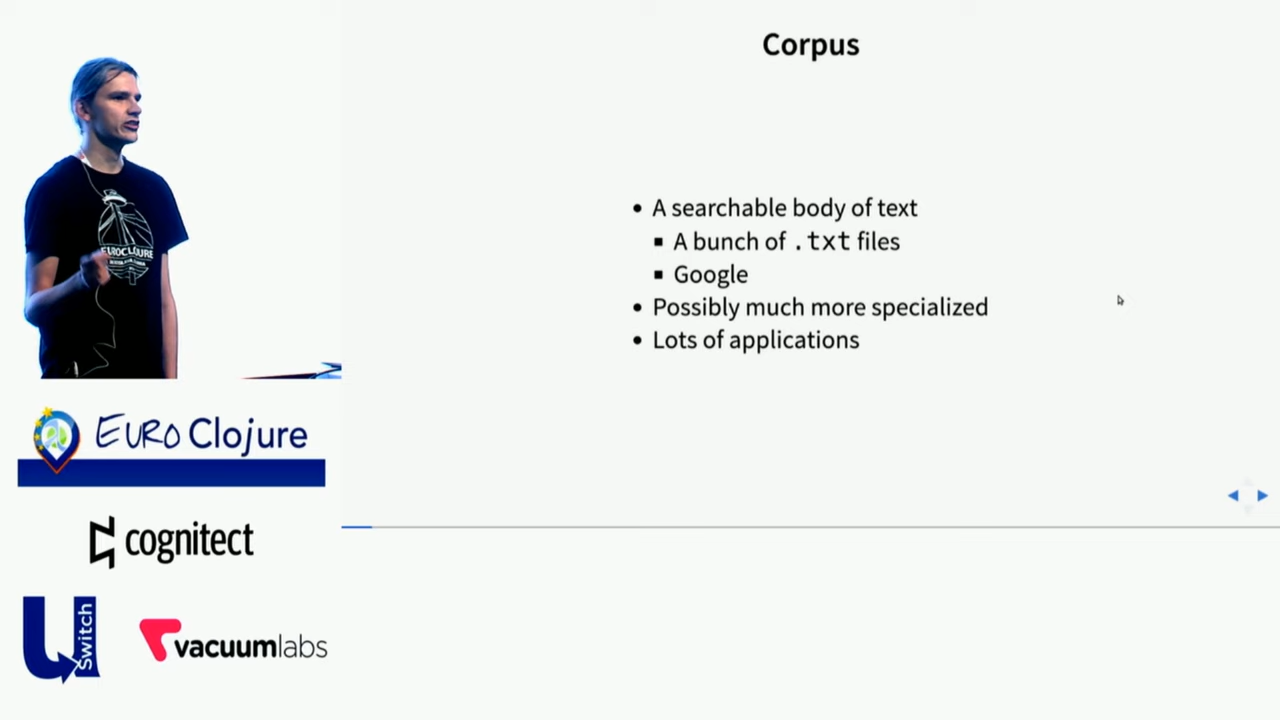 Corpus
A searchable body of text
A bunch of .txt files
Google
Possibly much more specialized
Lots of applications
EUROCLOJURE
EURO Clojure
cognitect
U Switch
vacuumlabs